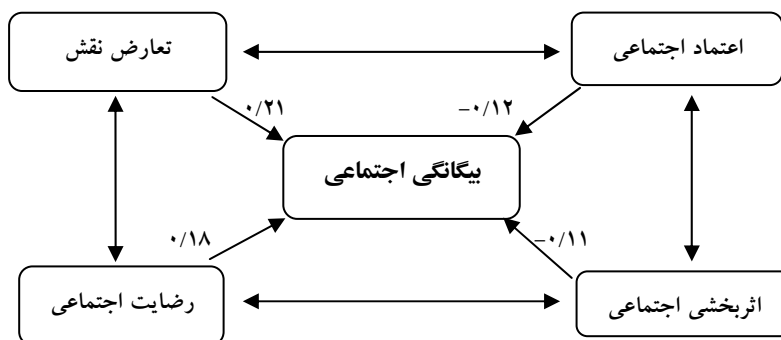 اعتماد اجتماعی
تعارض نقش
-۰/۱۲
۰/۲۱
بیگانگی اجتماعی
-۰/۱۱
۰/۱۸
اثربخشی اجتماعی
رضایت اجتماعی